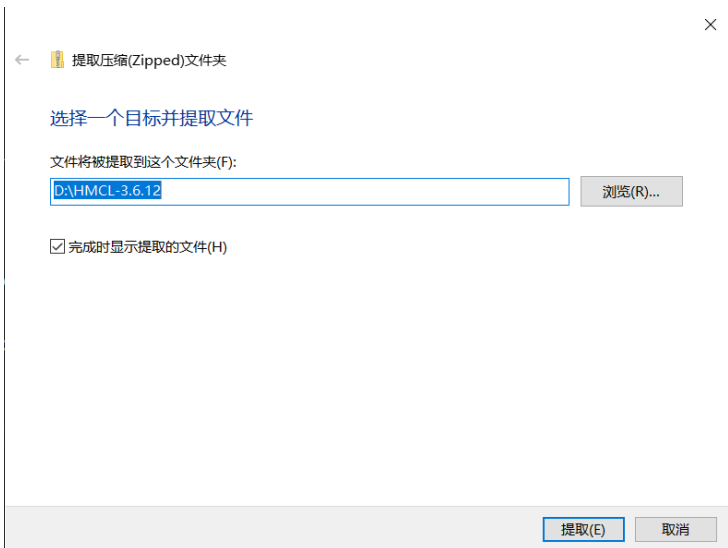 提取压缩(Zipped)文件夹
选择一个目标并提取文件
文件将被提取到这个文件夹(F):
D:\HMCL-3.6.12
浏览(R)...
完成时显示提取的文件(H)
提取(E)
取消